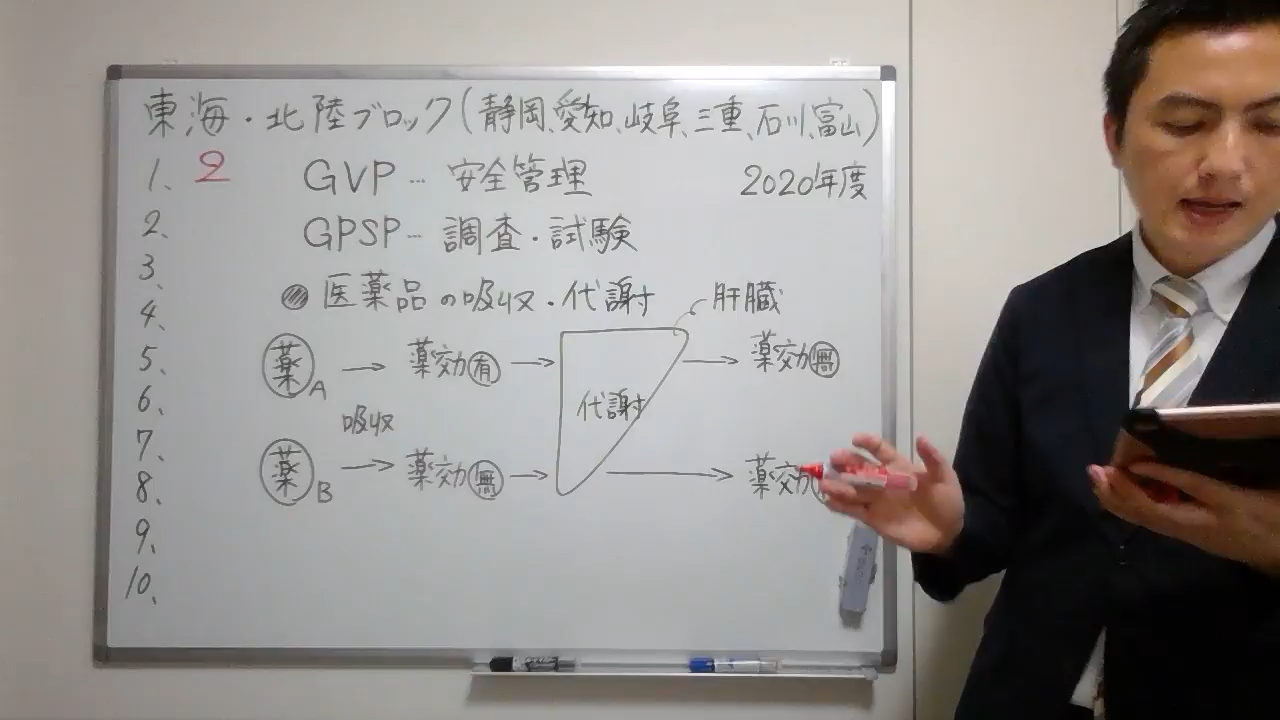 東海・北陸ブロック(静岡、愛知、岐阜、三重、石川、富山)
1、 2 GVP… 安全管理 2020年度
2、 GPSP… 調査・試験
3、
● 医薬品の吸収・代謝 肝臓
4、
5、 薬A → 薬効有 → → 薬効無
6、 代謝
吸収
7、
8、 薬B → 薬効無 → → 薬効
9、
10、